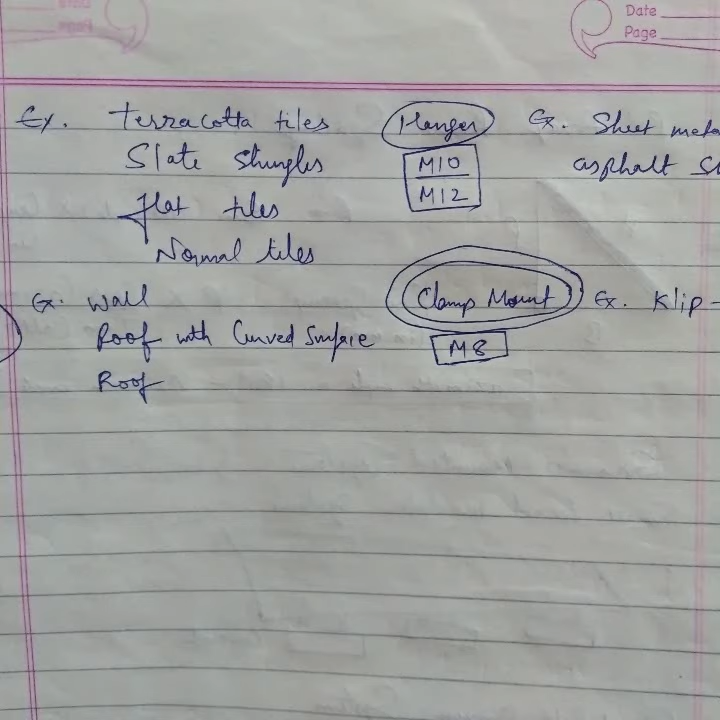 Date
Page
Ex. Terracotta tiles Hanger Ex. Sheet meta
Slate shingles M10 asphalt
flat tiles M12
Normal tiles
Ex. Wall Clamp Mount Ex. Klip-
Roof with Curved Surface M8
Roof